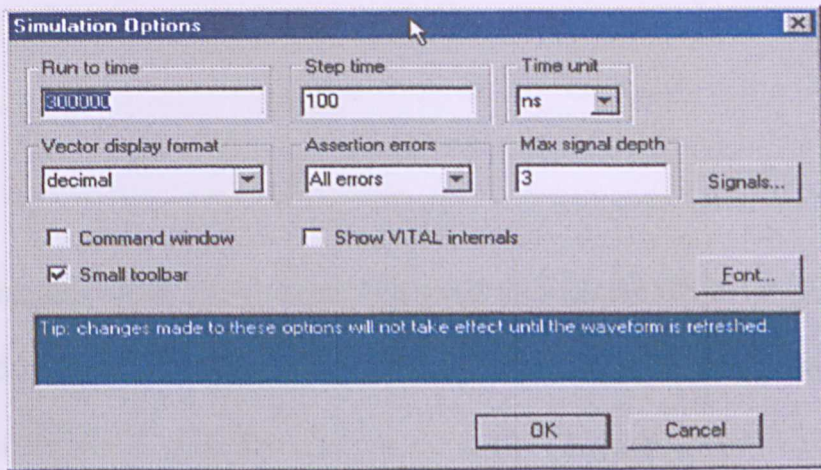 Simulation Options
Run to time
Step time
Time unit
300000
100
ns
Vector display format
Assertion errors
Max signal depth
decimal
All errors
3
Signals...
Command window
Show VITAL internals
Small toolbar
Font...
Tip: changes made to these options will not take effect until the waveform is refreshed.
OK
Cancel